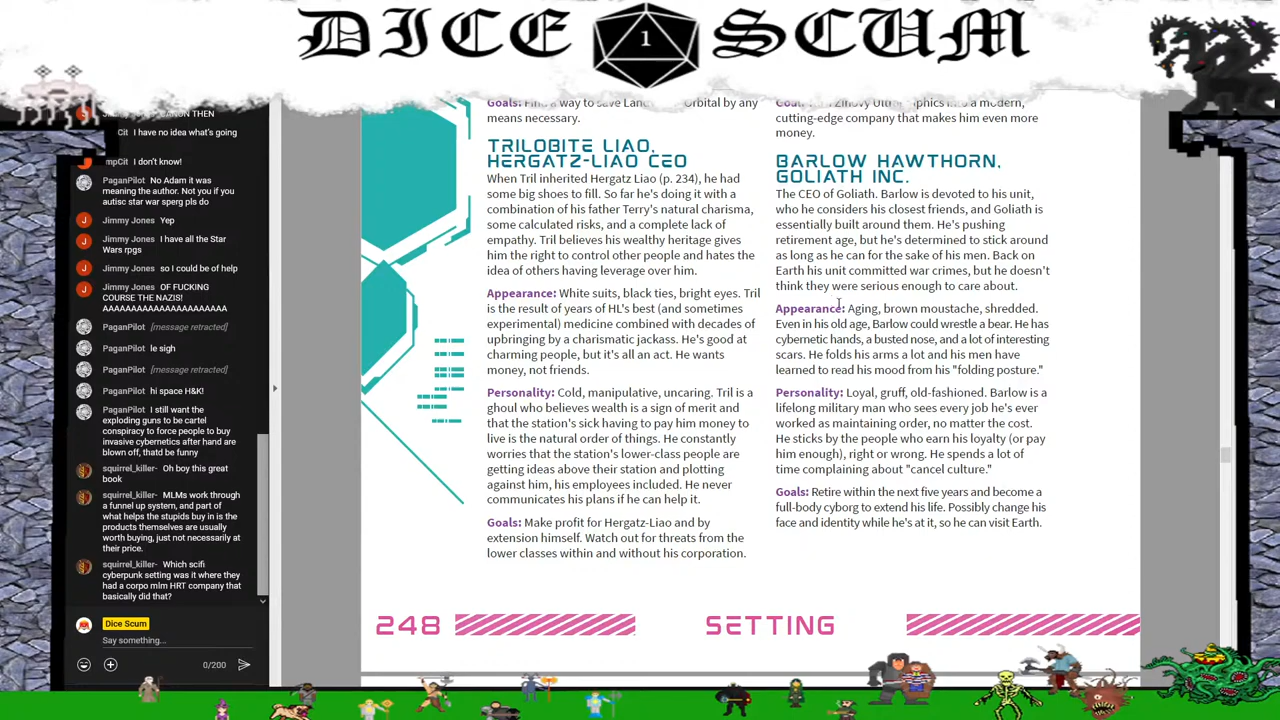 DICE SCUM
1
CANON THEN
I have no idea what's going
I don't know!
PaganPilot No Adam it was
meaning the author. Not you if you
autisc star war sperg pls do
Jimmy Jones Yep
Jimmy Jones I have all the Star
Wars rpgs
Jimmy Jones so I could be of help
Jimmy Jones OF FUCKING
COURSE THE NAZIS!
AAAAAAAAAAAAAAAAAAAAAA
PaganPilot [message retracted]
PaganPilot le sigh
PaganPilot [message retracted]
PaganPilot hi space H&K!
PaganPilot I still want the
exploding guns to be cartel
conspiracy to force people to buy
invasive cybernetics after hand are
blown off, thatd be funny
squirrel_killer- Oh boy this great
book
squirrel_killer- MLMs work through
a funnel up system, and part of
what helps the stupids buy in is the
products themselves are usually
worth buying, just not necessarily at
their price.
squirrel_killer- Which scifi
cyberpunk setting was it where they
had a corpo mlm HRT company that
basically did that?
Dice Scum
Say something...
0/200
Goals: Find a way to save Orbital by any
means necessary.
TRILOBITE LIAO,
HERGATZ-LIAO CEO
When Tril inherited Hergatz Liao (p. 234), he had
some big shoes to fill. So far he's doing it with a
combination of his father Terry's natural charisma,
some calculated risks, and a complete lack of
empathy. Tril believes his wealthy heritage gives
him the right to control other people and hates the
idea of others having leverage over him.
Appearance: White suits, black ties, bright eyes. Tril
is the result of years of HL's best (and sometimes
experimental) medicine combined with decades of
upbringing by a charismatic jackass. He's good at
charming people, but it's all an act. He wants
money, not friends.
Personality: Cold, manipulative, uncaring. Tril is a
ghoul who believes wealth is a sign of merit and
that the station's sick having to pay him money to
live is the natural order of things. He constantly
worries that the station's lower-class people are
getting ideas above their station and plotting
against him, his employees included. He never
communicates his plans if he can help it.
Goals: Make profit for Hergatz-Liao and by
extension himself. Watch out for threats from the
lower classes within and without his corporation.
Zinovy a modern,
cutting-edge company that makes him even more
money.
BARLOW HAWTHORN,
GOLIATH INC.
The CEO of Goliath. Barlow is devoted to his unit,
who he considers his closest friends, and Goliath is
essentially built around them. He's pushing
retirement age, but he's determined to stick around
as long as he can for the sake of his men. Back on
Earth his unit committed war crimes, but he doesn't
think they were serious enough to care about.
Appearance: Aging, brown moustache, shredded.
Even in his old age, Barlow could wrestle a bear. He has
cybernetic hands, a busted nose, and a lot of interesting
scars. He folds his arms a lot and his men have
learned to read his mood from his "folding posture."
Personality: Loyal, gruff, old-fashioned. Barlow is a
lifelong military man who sees every job he's ever
worked as maintaining order, no matter the cost.
He sticks by the people who earn his loyalty (or pay
him enough), right or wrong. He spends a lot of
time complaining about "cancel culture."
Goals: Retire within the next five years and become a
full-body cyborg to extend his life. Possibly change his
face and identity while he's at it, so he can visit Earth.
248
SETTING